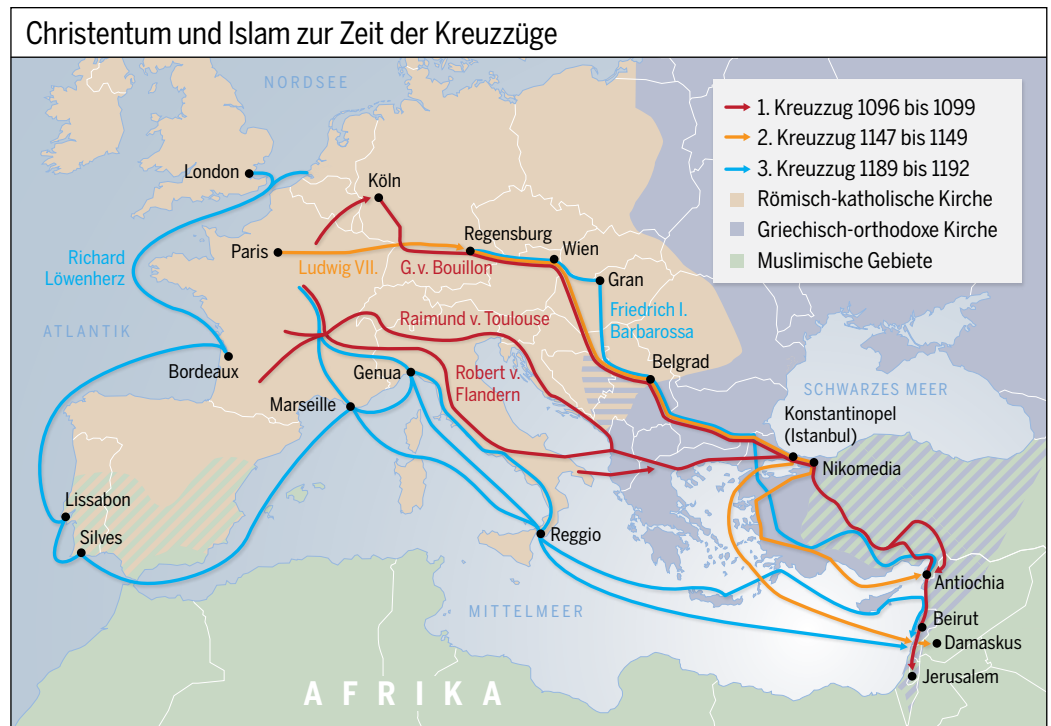 Christentum und Islam zur Zeit der Kreuzzüge
NORDSEE
1. Kreuzzug 1096 bis 1099
2. Kreuzzug 1147 bis 1149
3. Kreuzzug 1189 bis 1192
Römisch-katholische Kirche
Griechisch-orthodoxe Kirche
Muslimische Gebiete
London
Köln
Richard
Löwenherz
Paris
Ludwig VII.
Regensburg
G.v. Bouillon
Wien
Gran
Friedrich I.
Barbarossa
ATLANTIK
Raimund v. Toulouse
Bordeaux
Genua
Robert v.
Flandern
Belgrad
Marseille
SCHWARZES MEER
Konstantinopel
(Istanbul)
Nikomedia
Lissabon
Silves
Reggio
Antiochia
MITTELMEER
Beirut
Damaskus
Jerusalem
AFRIKA